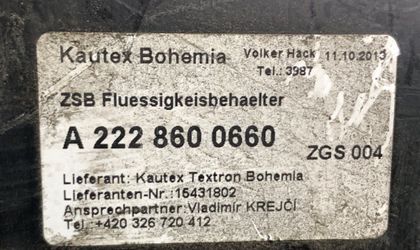 Kautex Bohemia Volker Hack 11.10.2013
Tel.: 3987
ZSB Fluessigkeisbehaelter
A 222 860 0660 ZGS 004
Lieferant: Kautex Textron Bohemia
Lieferanten-Nr.:15431802
Ansprechpartner:Vladimír KREJČÍ
Tel.:+420 326 720 412